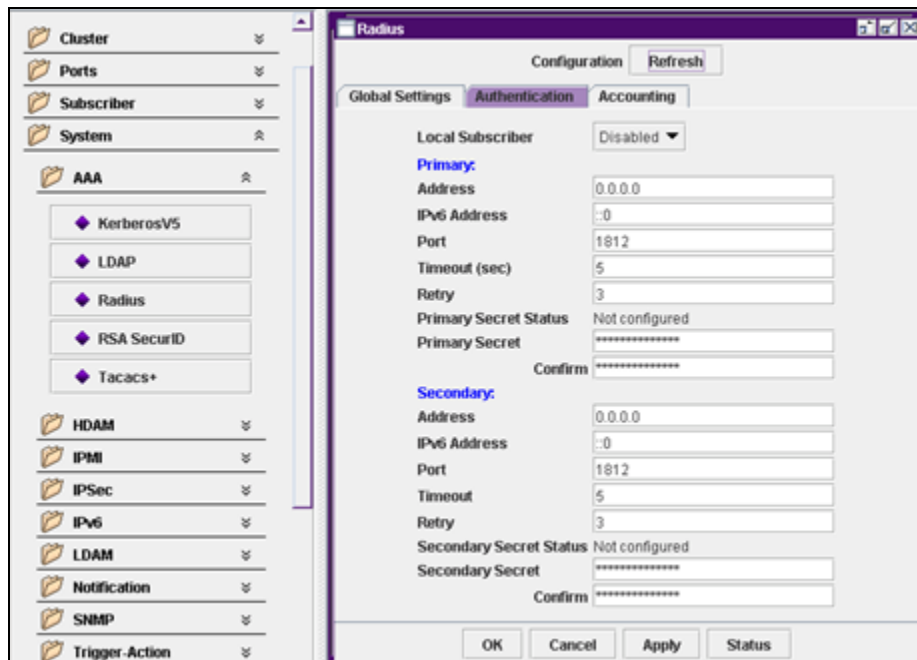 Cluster
Ports
Subscriber
System
AAA
KerberosV5
LDAP
Radius
RSA SecurID
Tacacs+
HDAM
IPMI
IPSec
IPv6
LDAM
Notification
SNMP
Trigger-Action
Radius
Configuration Refresh
Global Settings Authentication Accounting
Local Subscriber Disabled
Primary:
Address 0.0.0.0
IPv6 Address ::0
Port 1812
Timeout (sec) 5
Retry 3
Primary Secret Status Not configured
Primary Secret **************
Confirm **************
Secondary:
Address 0.0.0.0
IPv6 Address ::0
Port 1812
Timeout 5
Retry 3
Secondary Secret Status Not configured
Secondary Secret **************
Confirm **************
OK Cancel Apply Status